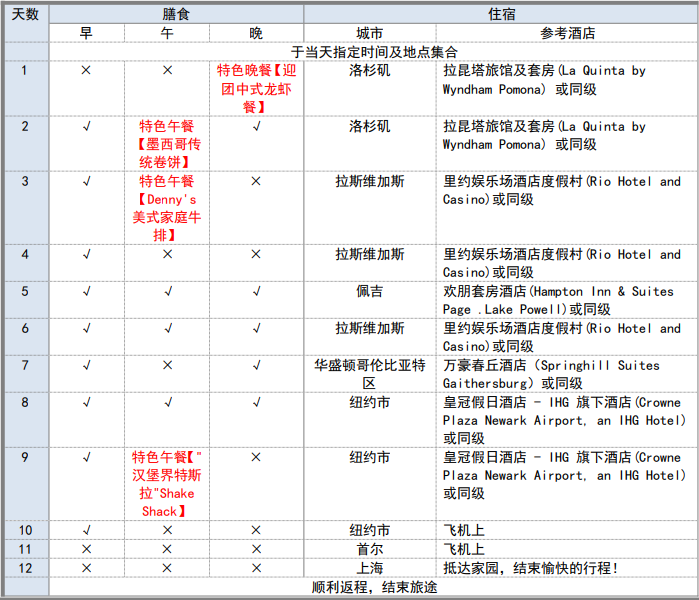 天数 膳食 住宿
早 午 晚 城市 参考酒店
于当天指定时间及地点集合
1 × × 特色晚餐【迎 洛杉矶 拉昆塔旅馆及套房(La Quinta by
团中式龙虾 Wyndham Pomona) 或同级
餐】
2 √ 特色午餐 √ 洛杉矶 拉昆塔旅馆及套房(La Quinta by
【墨西哥传 Wyndham Pomona) 或同级
统卷饼】
3 √ 特色午餐 × 拉斯维加斯 里约娱乐场酒店度假村(Rio Hotel and
【Denny's Casino)或同级
美式家庭牛
排】
4 √ × × 拉斯维加斯 里约娱乐场酒店度假村(Rio Hotel and
Casino)或同级
5 √ √ √ 佩吉 欢朋套房酒店(Hampton Inn & Suites
Page .Lake Powell)或同级
6 √ √ √ 拉斯维加斯 里约娱乐场酒店度假村(Rio Hotel and
Casino)或同级
7 √ × √ 华盛顿哥伦比亚特 万豪春丘酒店 (Springhill Suites
区 Gaithersburg) 或同级
8 √ √ √ 纽约市 皇冠假日酒店 - IHG 旗下酒店(Crowne
Plaza Newark Airport, an IHG Hotel)
或同级
9 √ 特色午餐【" × 纽约市 皇冠假日酒店 - IHG 旗下酒店(Crowne
汉堡界特斯 Plaza Newark Airport, an IHG Hotel)
拉"Shake 或同级
Shack】
10 √ × × 纽约市 飞机上
11 × × × 首尔 飞机上
12 × × × 上海 抵达家园，结束愉快的行程！
顺利返程，结束旅途